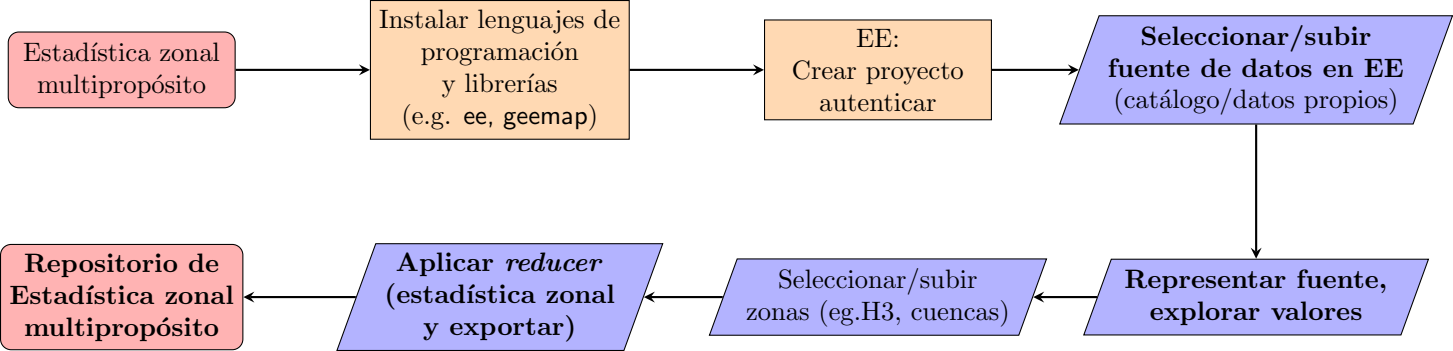 Estadística zonal
multipropósito
Instalar lenguajes de
programación
y librerías
(e.g. ee, geemap)
EE:
Crear proyecto
autenticar
Seleccionar/subir
fuente de datos en EE
(catálogo/datos propios)
Representar fuente,
explorar valores
Seleccionar/subir
zonas (eg.H3, cuencas)
Aplicar reducer
(estadística zonal
y exportar)
Repositorio de
Estadística zonal
multipropósito